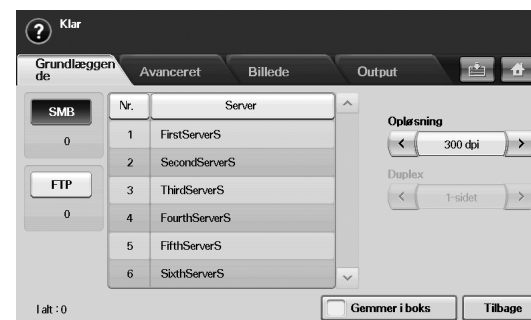 Klar
Grundlæggen
de
Avanceret
Billede
Output
SMB
0
FTP
0
Nr.
Server
1 FirstServerS
2 SecondServerS
3 ThirdServerS
4 FourthServerS
5 FifthServerS
6 SixthServerS
Opløsning
300 dpi
Duplex
1-sidet
I alt : 0
Gemmer i boks
Tilbage